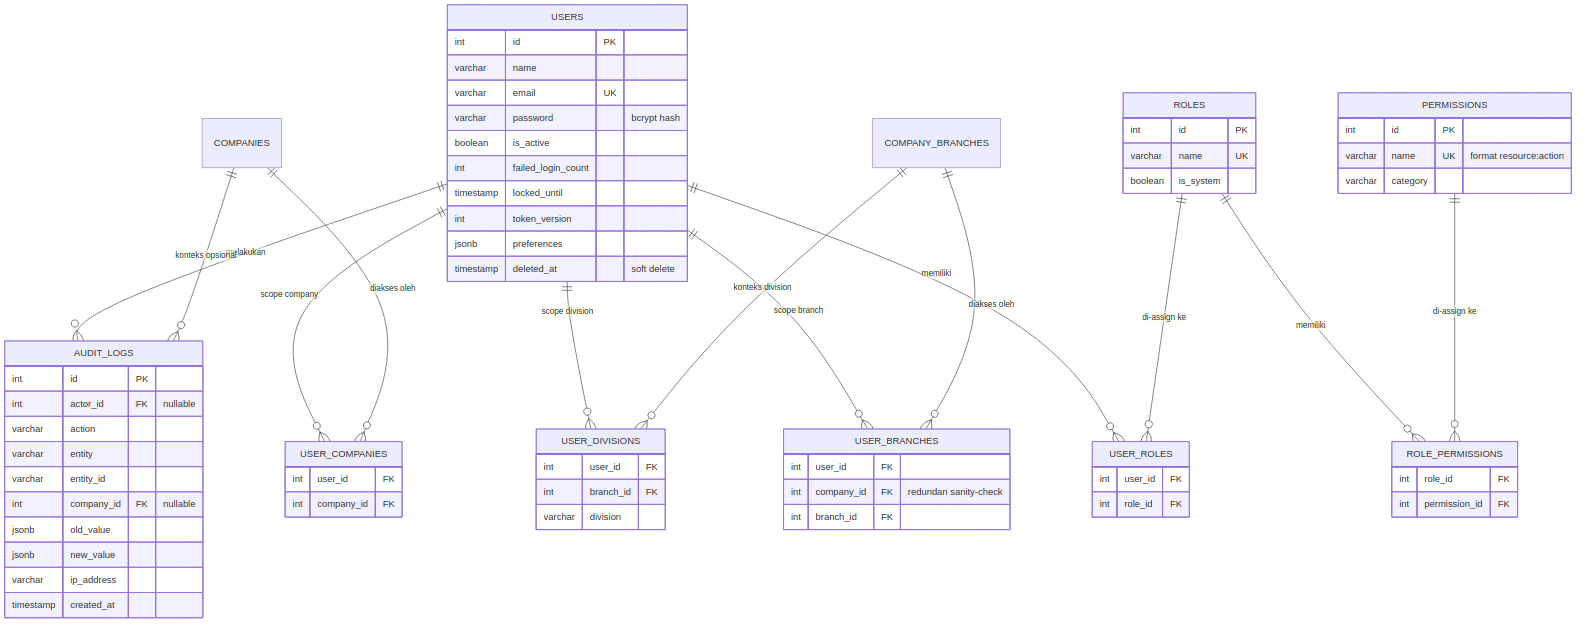 USERS
int id PK
varchar name
varchar email UK
varchar password bcrypt hash
boolean is_active
int failed_login_count
timestamp locked_until
int token_version
jsonb preferences
timestamp deleted_at soft delete
ROLES
int id PK
varchar name UK
boolean is_system
PERMISSIONS
int id PK
varchar name UK format resource:action
varchar category
COMPANIES
COMPANY_BRANCHES
konteks opsional
melakukan
scope company
diakses oleh
scope division
konteks division
scope branch
memiliki
diakses oleh
di-assign ke
memiliki
di-assign ke
AUDIT_LOGS
int id PK
int actor_id FK nullable
varchar action
varchar entity
varchar entity_id
int company_id FK nullable
jsonb old_value
jsonb new_value
varchar ip_address
timestamp created_at
USER_COMPANIES
int user_id FK
int company_id FK
USER_DIVISIONS
int user_id FK
int branch_id FK
varchar division
USER_BRANCHES
int user_id FK
int company_id FK redundan sanity-check
int branch_id FK
USER_ROLES
int user_id FK
int role_id FK
ROLE_PERMISSIONS
int role_id FK
int permission_id FK